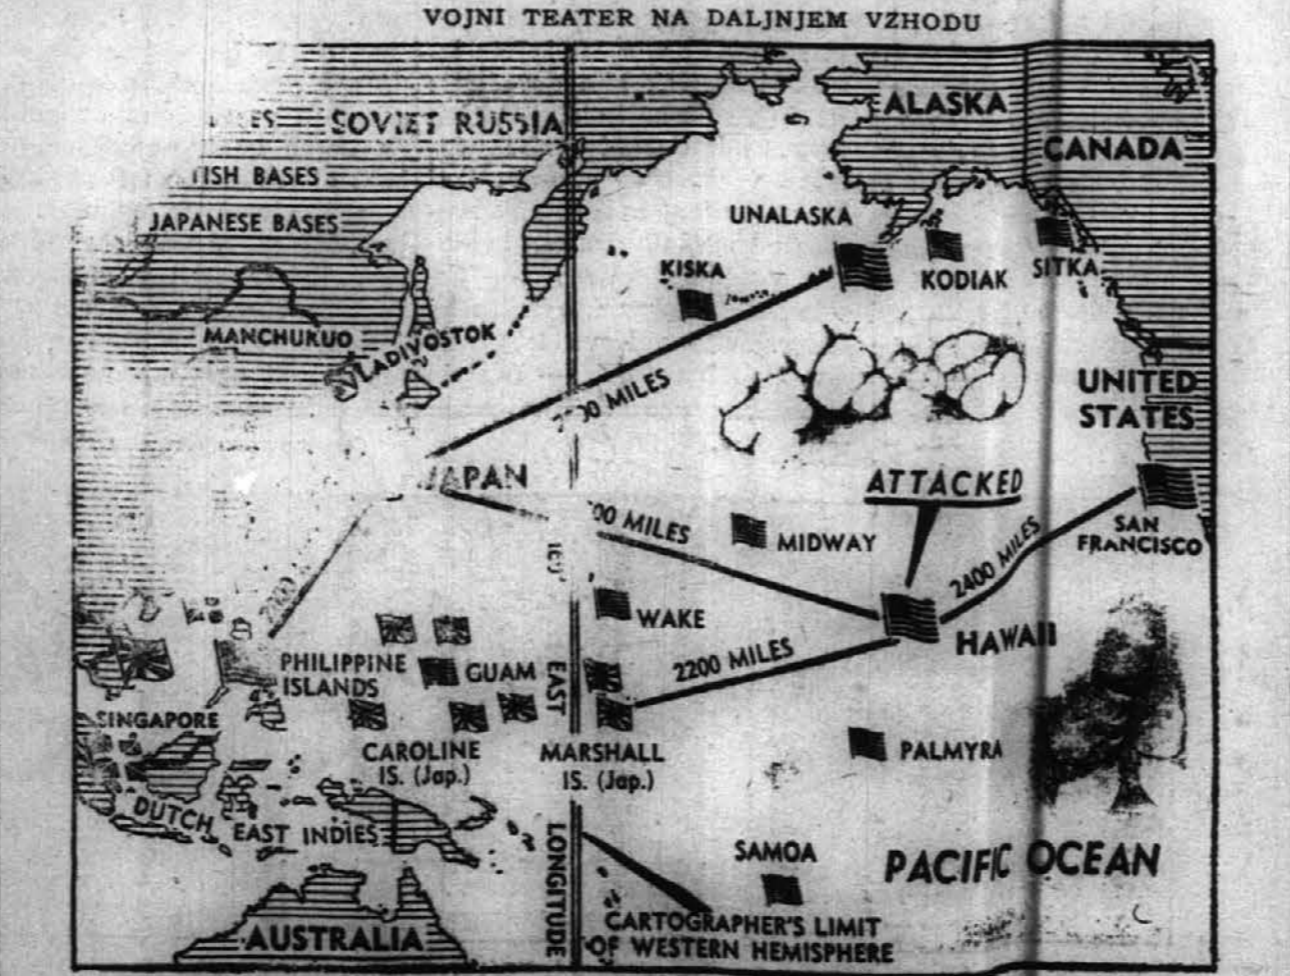 VOJNI TEATER NA DALJNJEM VZHODU
SOVIET RUSSIA
ALASKA
CANADA
BASES
JAPANESE BASES
UNALASKA
KISKA
KODIAK
SITKA
MANCHUKUO
VLADIVOSTOK
MILES
UNITED
STATES
JAPAN
ATTACKED
MILES
MIDWAY
2400 MILES
SAN
FRANCISCO
WAKE
HAWAII
PHILIPPINE
ISLANDS
GUAM
EAST
2200 MILES
SINGAPORE
CAROLINE
IS. (Jap.)
MARSHALL
IS. (Jap.)
PALMYRA
DUTCH
EAST INDIES
LONGITUDE
SAMOA
PACIFIC OCEAN
CARTOGRAPHER'S LIMIT
OF WESTERN HEMISPHERE
AUSTRALIA